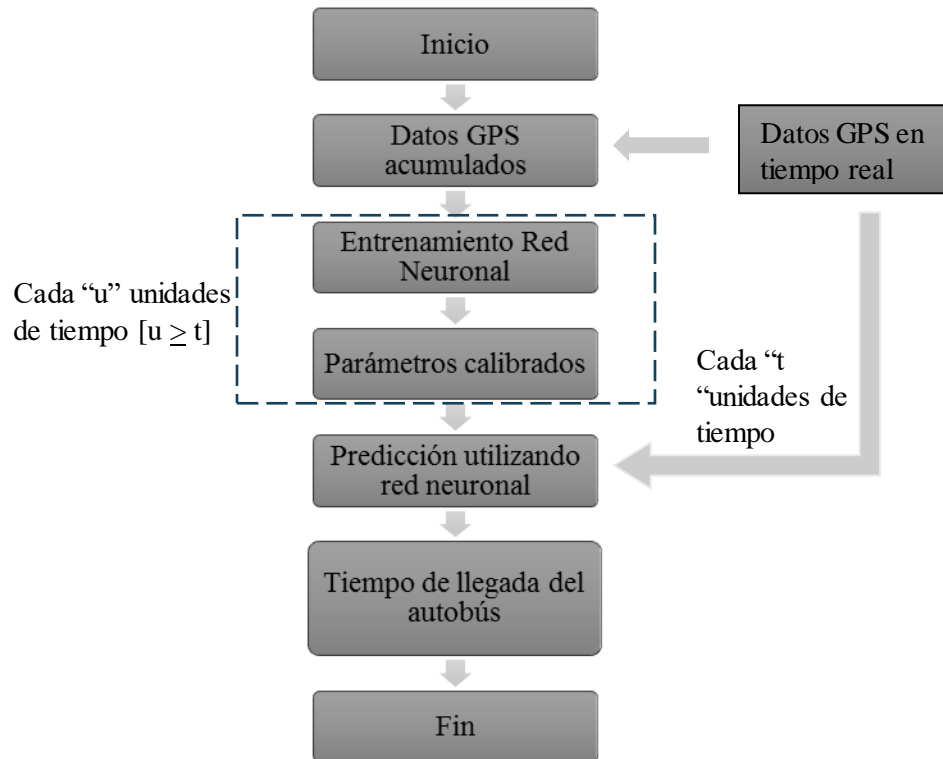 Inicio
Datos GPS
acumulados
Datos GPS en
tiempo real
Entrenamiento Red
Neuronal
Cada “u” unidades
de tiempo [u ≥ t]
Parámetros calibrados
Cada “t
“unidades de
tiempo
Predicción utilizando
red neuronal
Tiempo de llegada del
autobús
Fin